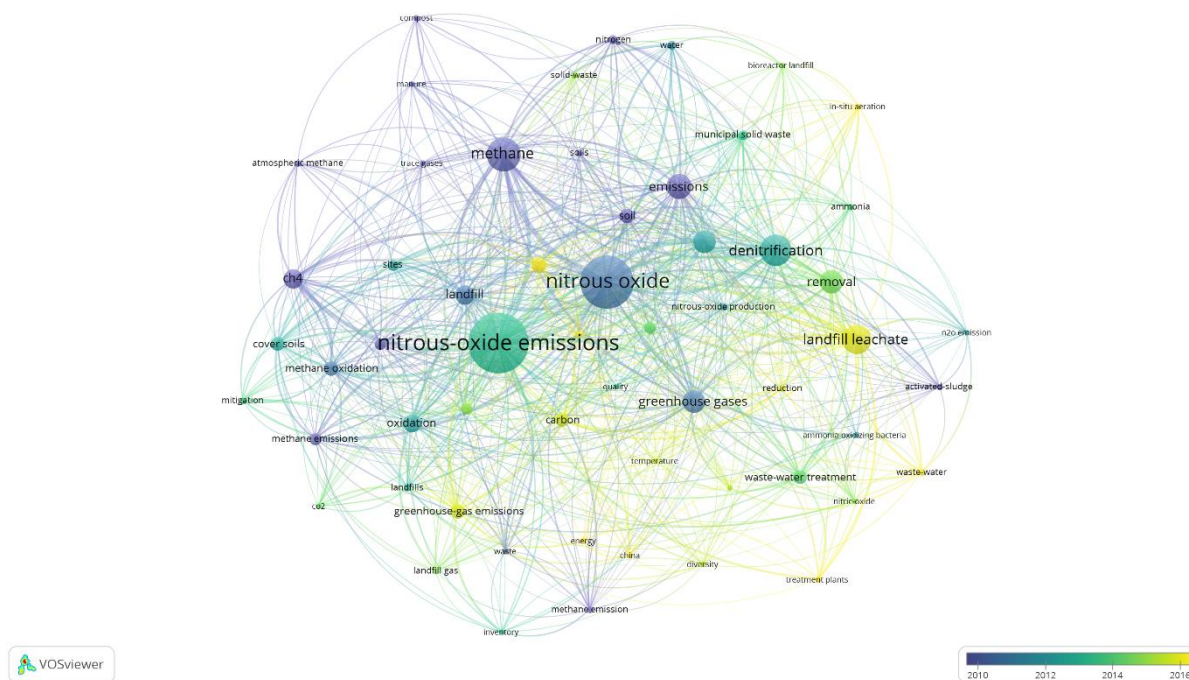 compost
nitrogen
water
bioreactor landfill
solid-waste
manure
in-situ aeration
municipal solid waste
methane
soils
atmospheric methane
trace gases
emissions
ammonia
soil
denitrification
sites
ch4
nitrous oxide
removal
landfill
nitrous-oxide production
n2o emission
nitrous-oxide emissions
landfill leachate
cover soils
methane oxidation
quality
reduction
activated-sludge
mitigation
greenhouse gases
carbon
oxidation
methane emissions
ammonia oxidizing bacteria
temperature
waste-water
waste-water treatment
landfills
nitric-oxide
co2
greenhouse-gas emissions
energy
waste
china
diversity
landfill gas
treatment plants
methane emission
inventory
VOSviewer
2010 2012 2014 2016